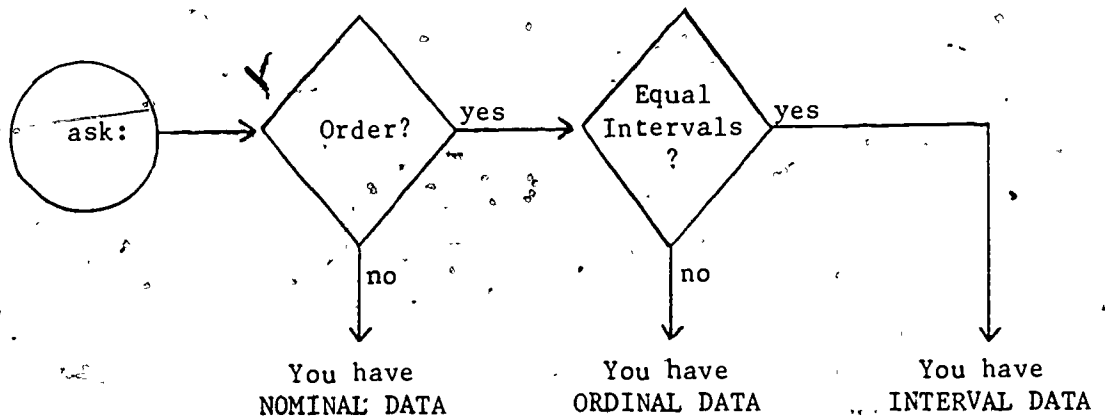 ask:
Order?
yes
Equal
Intervals
?
yes
no
no
You have
NOMINAL DATA
You have
ORDINAL DATA
You have
INTERVAL DATA